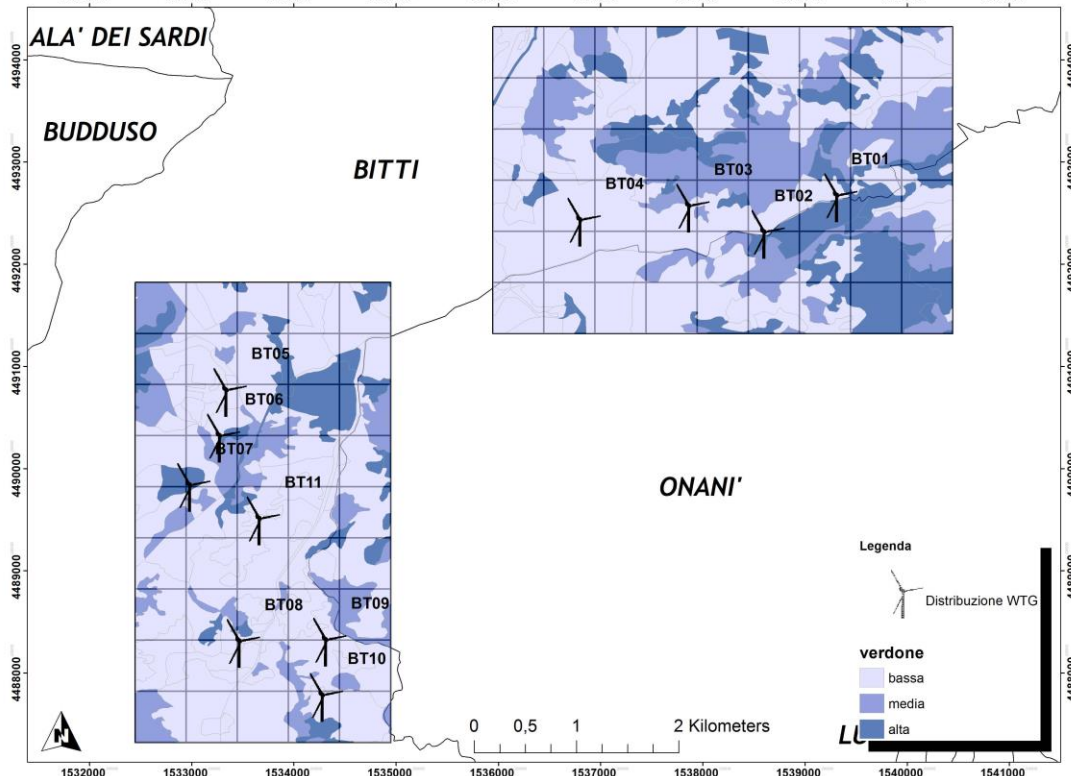 ALA' DEI SARDI
BUDDUSO
BITTI
ONANI'
LU
BT01
BT02
BT03
BT04
BT05
BT06
BT07
BT11
BT08
BT09
BT10
Legenda
Distribuzione WTG
verdone
bassa
media
alta
N
0 0,5 1 2 Kilometers
4494000
4493000
4492000
4491000
4490000
4489000
4488000
1532000 1533000 1534000 1535000 1536000 1537000 1538000 1539000 1540000 1541000